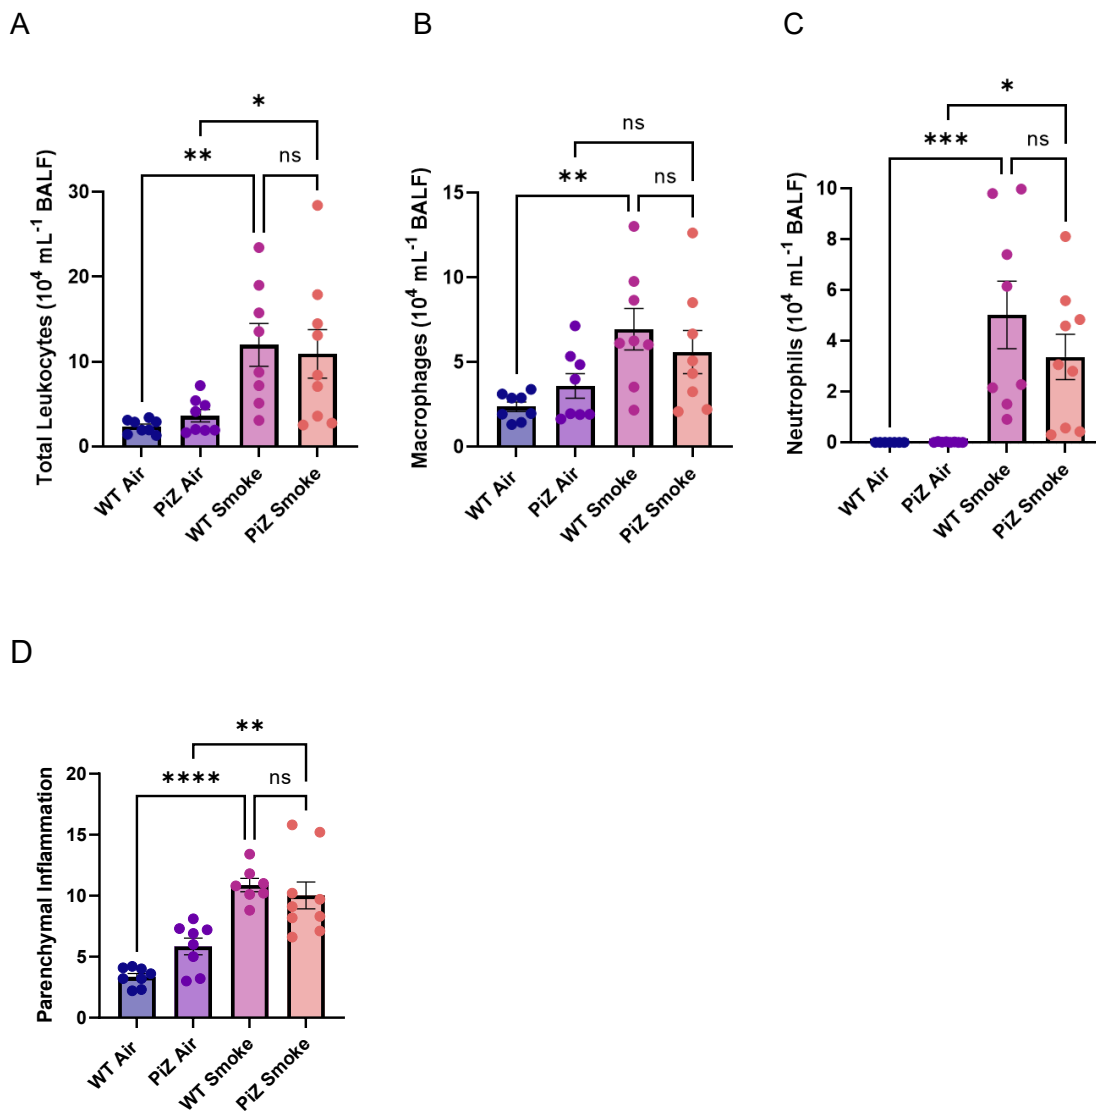 A
B
C
*
**
ns
Total Leukocytes (10⁴ mL⁻¹ BALF)
30
20
10
0
WT Air
PiZ Air
WT Smoke
PiZ Smoke
ns
**
ns
Macrophages (10⁴ mL⁻¹ BALF)
15
10
5
0
WT Air
PiZ Air
WT Smoke
PiZ Smoke
*
***
ns
Neutrophils (10⁴ mL⁻¹ BALF)
10
8
6
4
2
0
WT Air
PiZ Air
WT Smoke
PiZ Smoke
D
**
****
ns
Parenchymal Inflammation
20
15
10
5
0
WT Air
PiZ Air
WT Smoke
PiZ Smoke